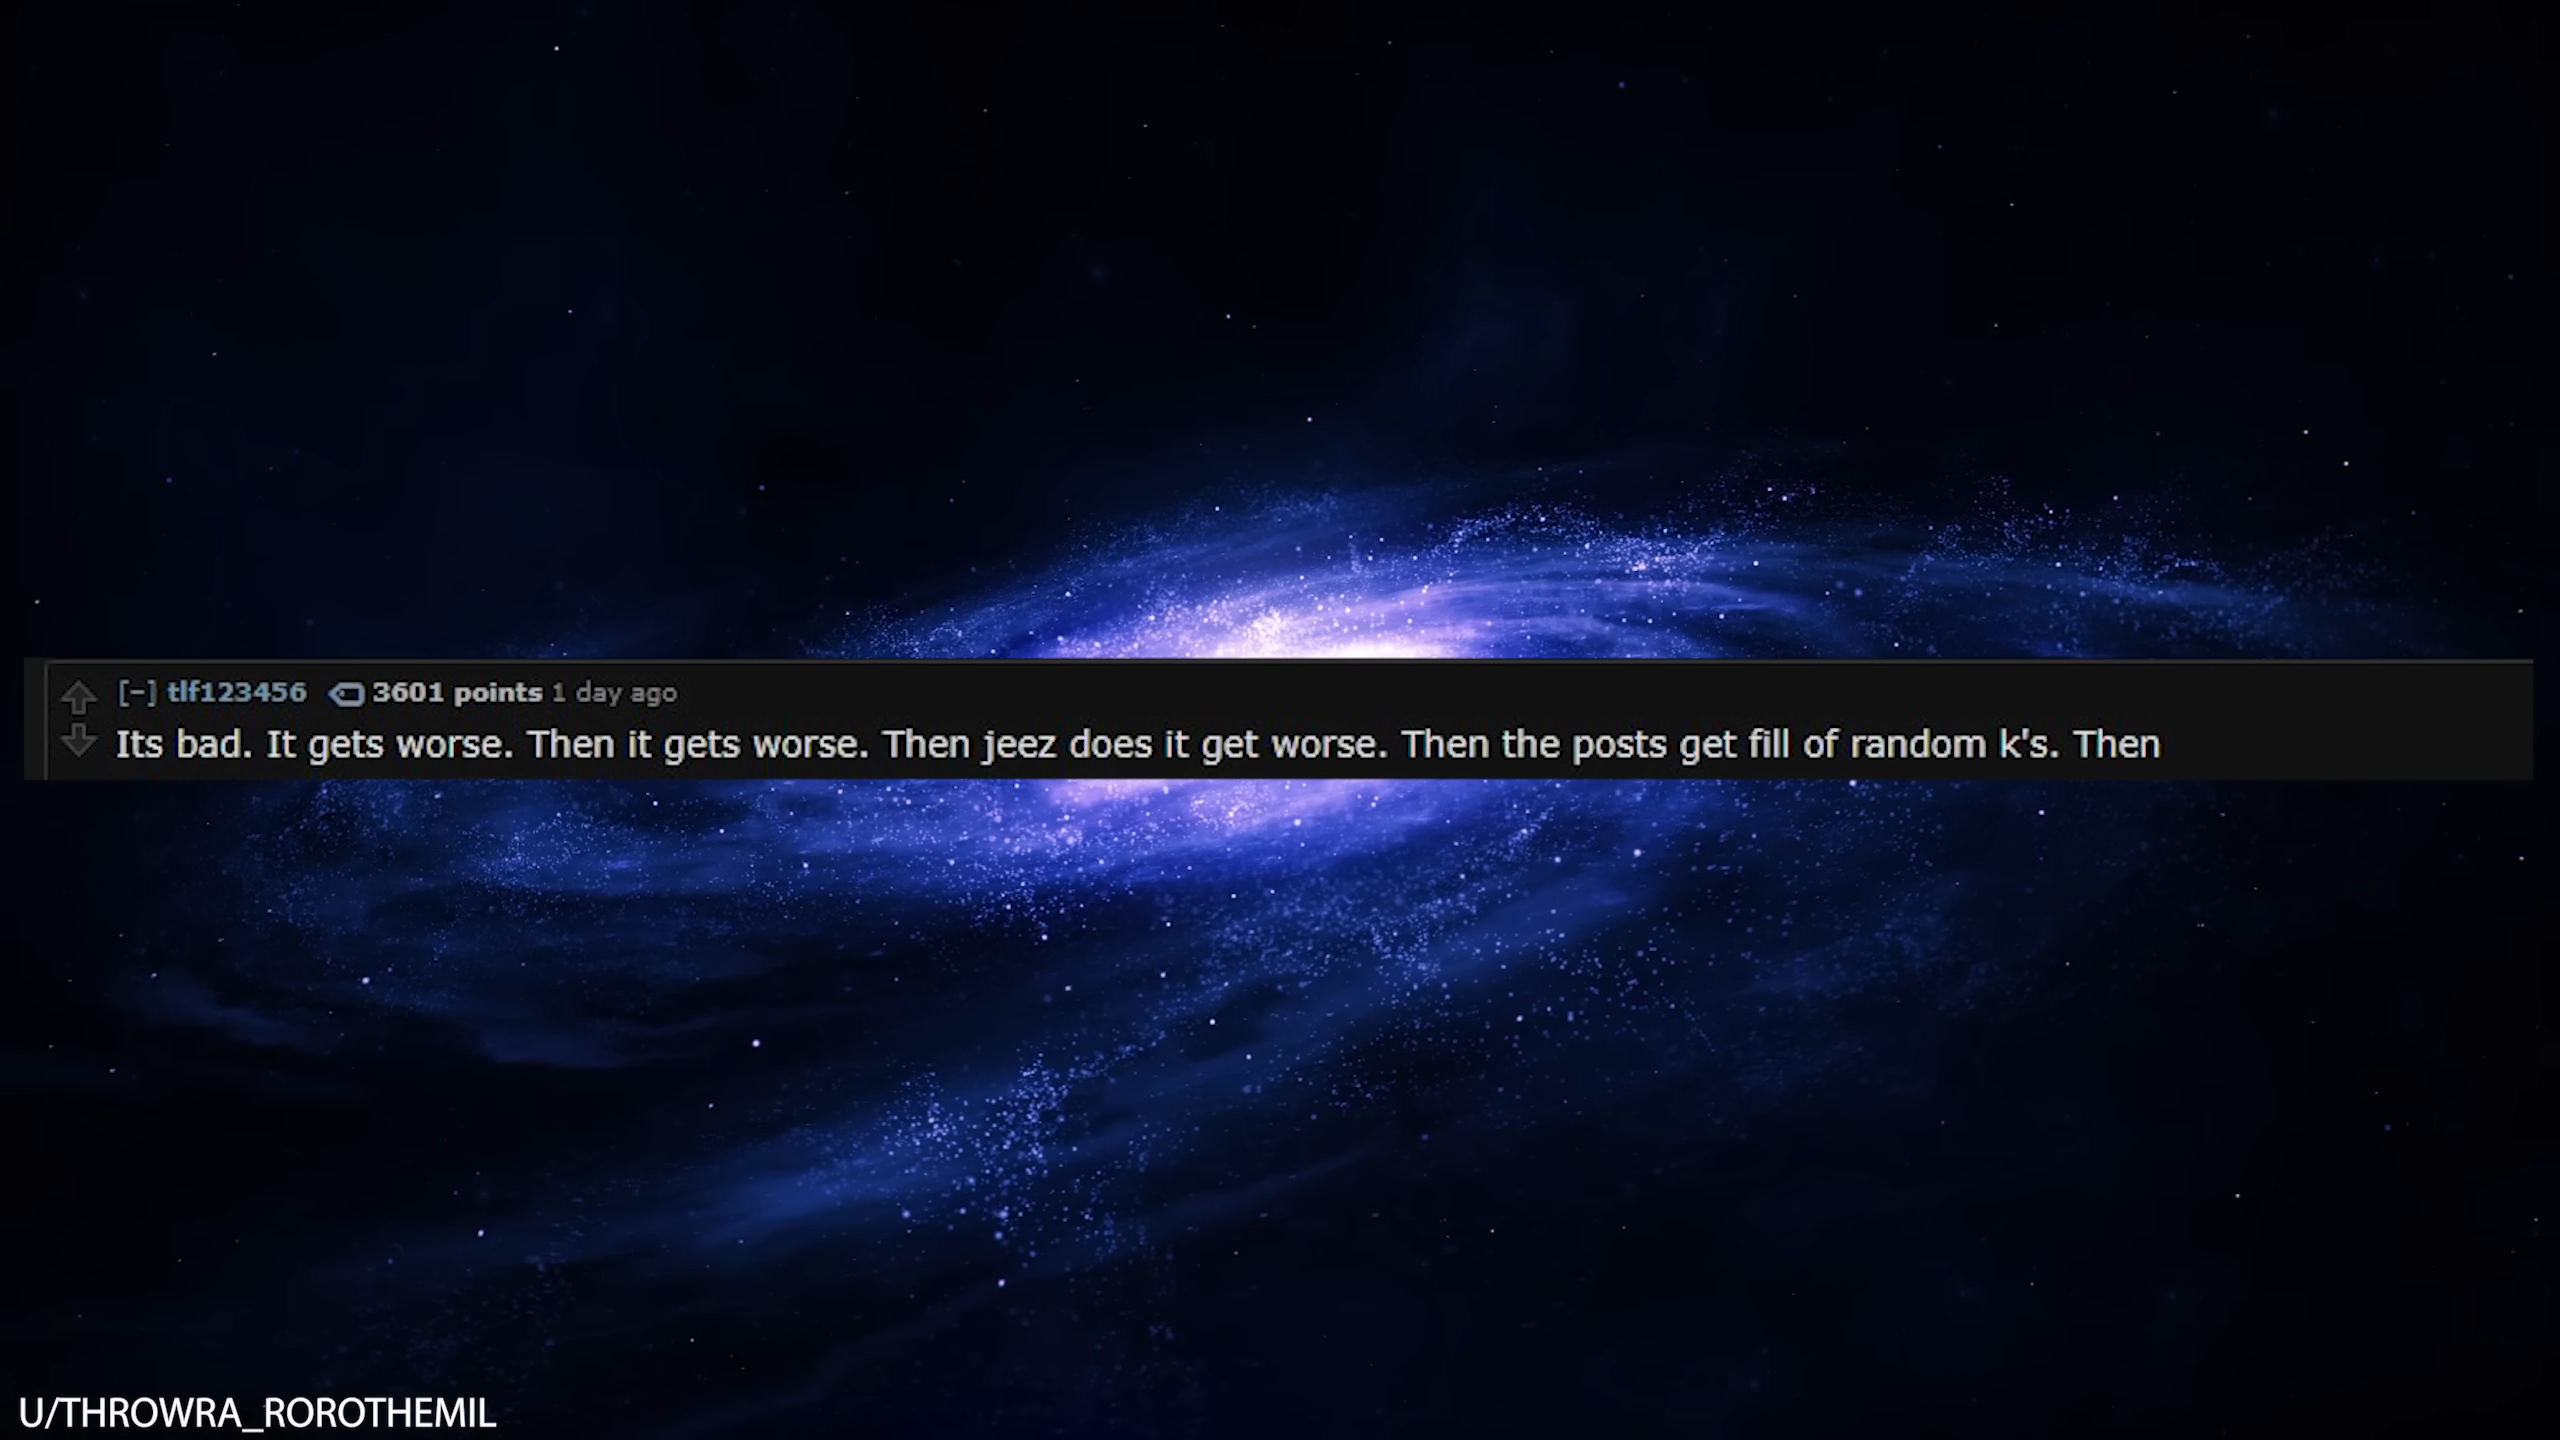 [–] tlf123456 3601 points 1 day ago
Its bad. It gets worse. Then it gets worse. Then jeez does it get worse. Then the posts get fill of random k's. Then
U/THROWRA_ROROTHEMIL